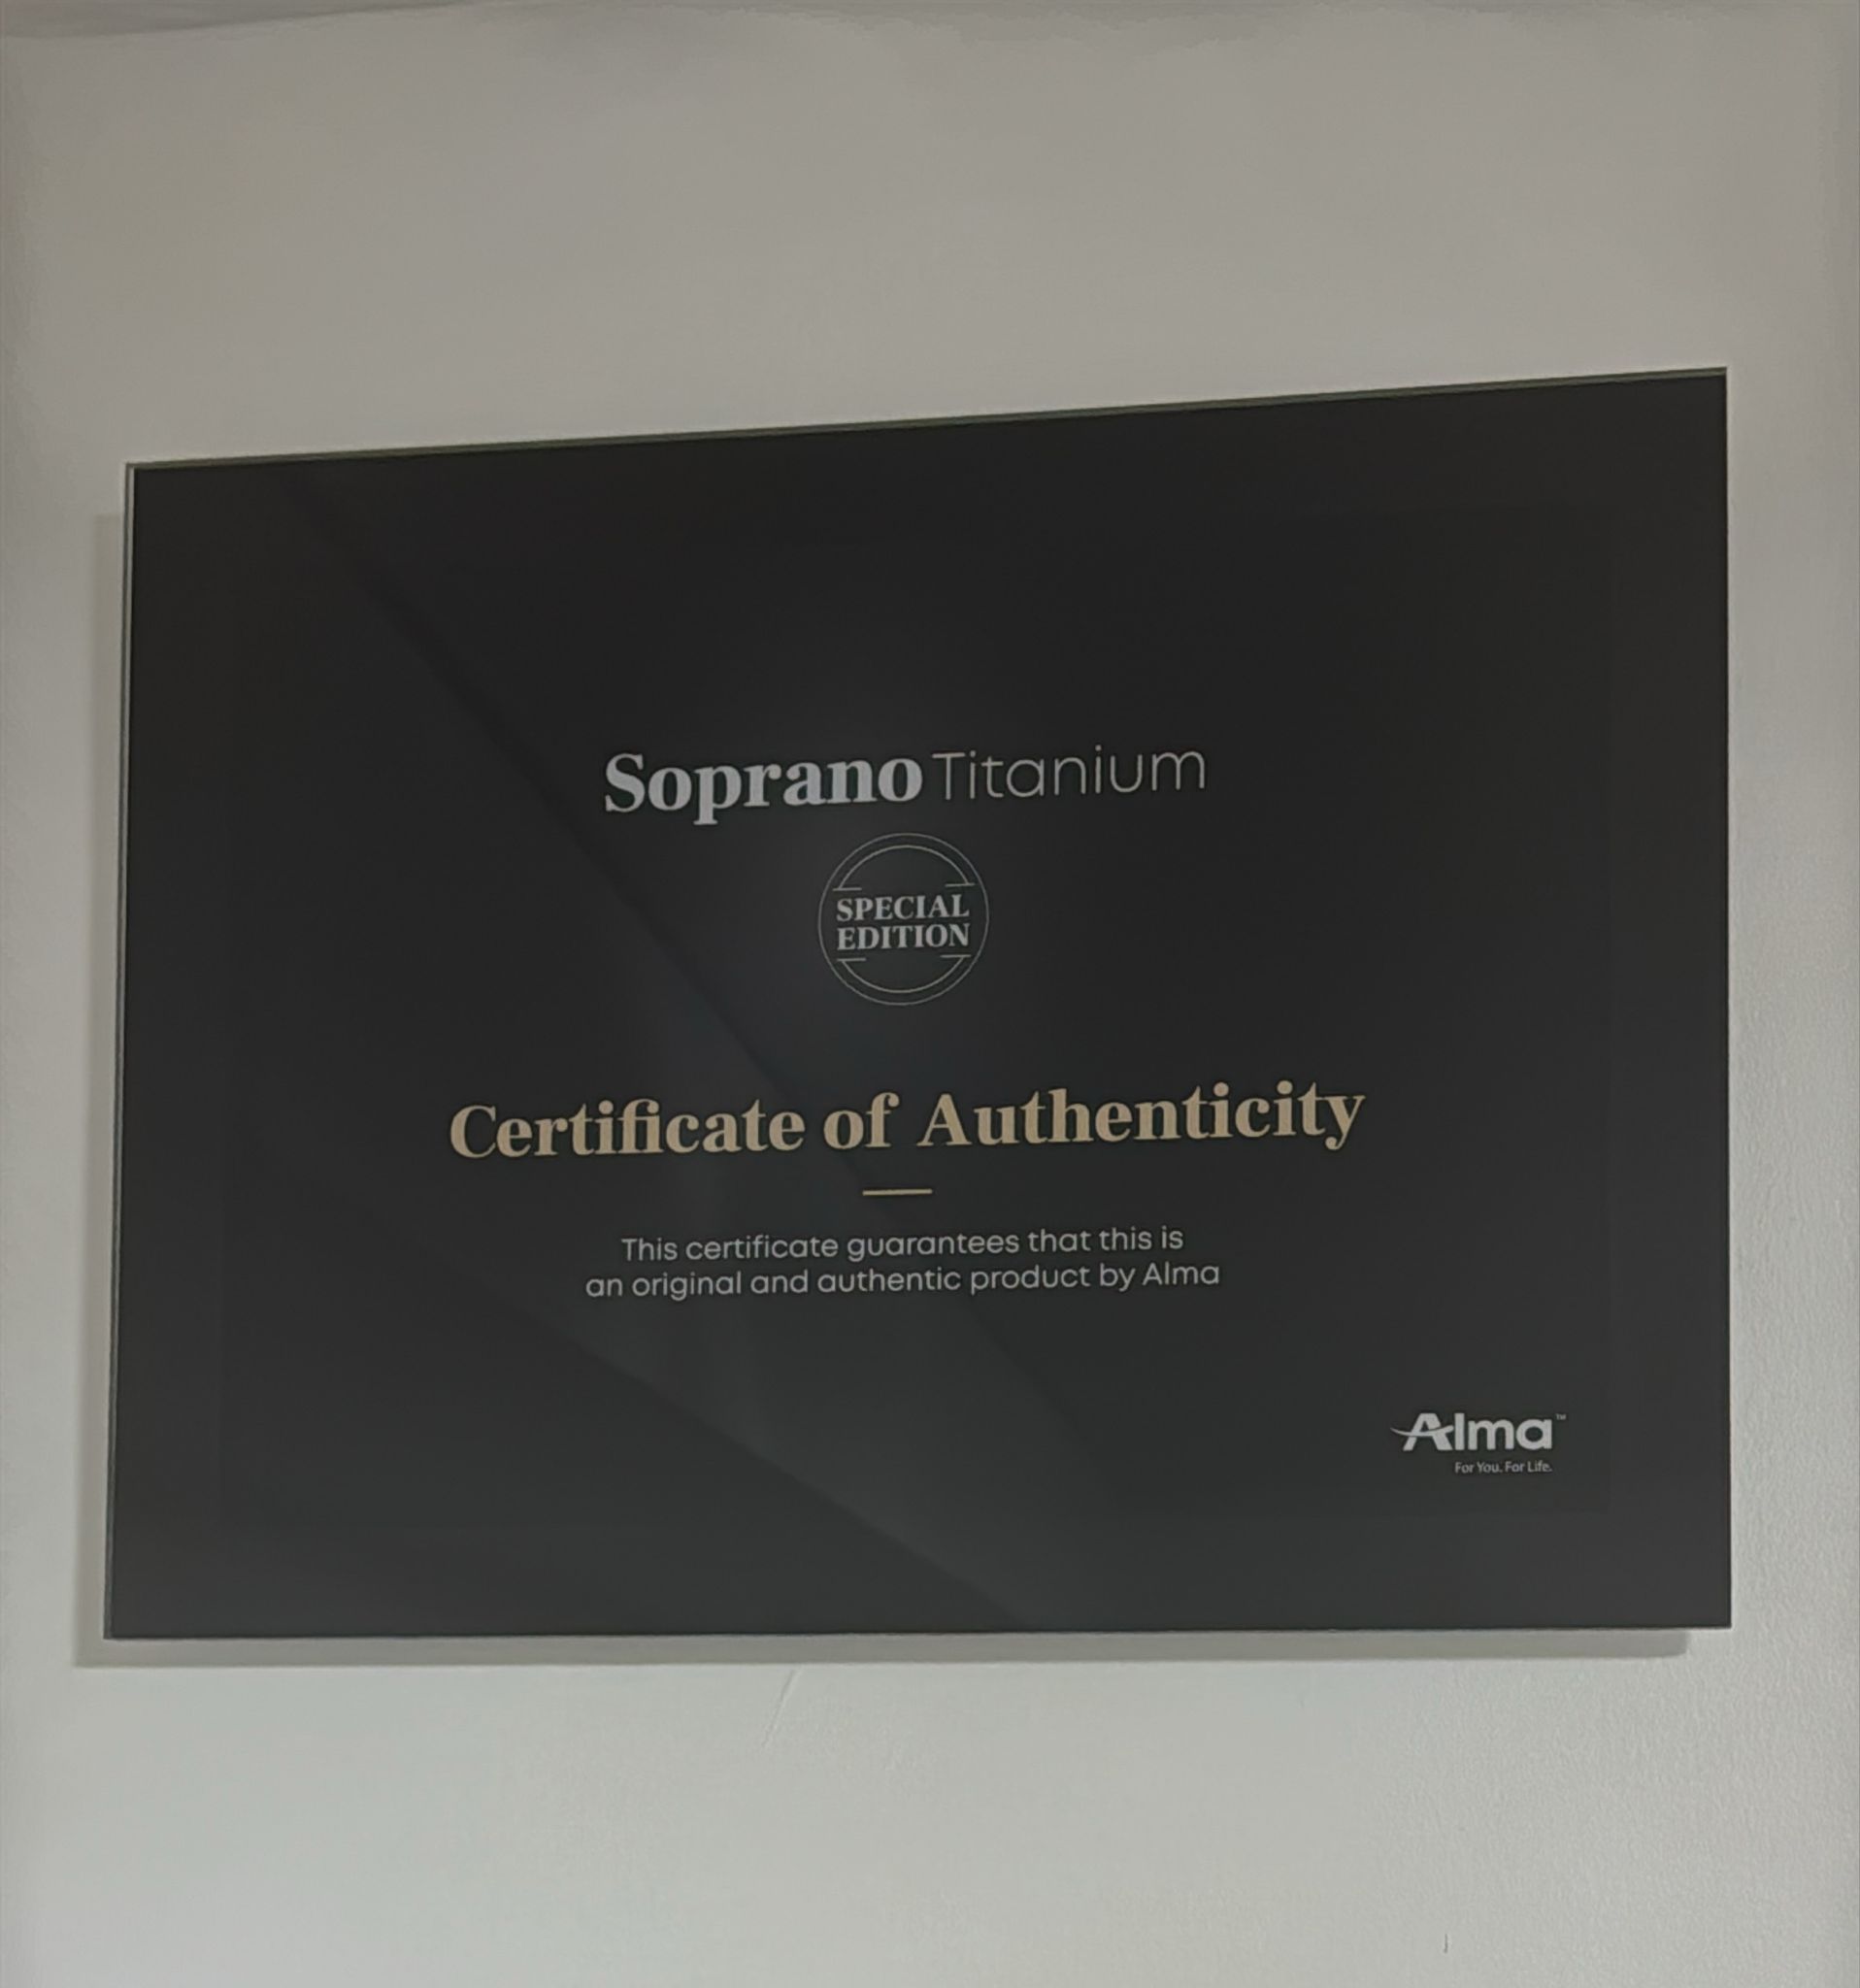 Soprano Titanium
SPECIAL
EDITION
Certificate of Authenticity
This certificate guarantees that this is
an original and authentic product by Alma
Alma™
For You. For Life.